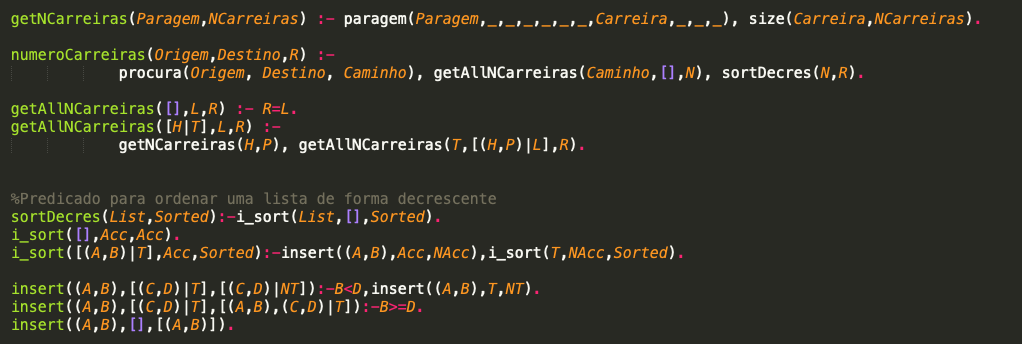 getNCarreiras(Paragem,NCarreiras) :- paragem(Paragem,_,_,_,_,_,_,Carreira,_,_,_), size(Carreira,NCarreiras).
numeroCarreiras(Origem,Destino,R) :-
procura(Origem, Destino, Caminho), getAllNCarreiras(Caminho,[],N), sortDecres(N,R).
getAllNCarreiras([],L,R) :- R=L.
getAllNCarreiras([H|T],L,R) :-
getNCarreiras(H,P), getAllNCarreiras(T,[(H,P)|L],R).
%Predicado para ordenar uma lista de forma decrescente
sortDecres(List,Sorted):-i_sort(List,[],Sorted).
i_sort([],Acc,Acc).
i_sort([(A,B)|T],Acc,Sorted):-insert((A,B),Acc,NAcc),i_sort(T,NAcc,Sorted).
insert((A,B),[(C,D)|T],[(C,D)|NT]):-B<D,insert((A,B),T,NT).
insert((A,B),[(C,D)|T],[(A,B),(C,D)|T]):-B>=D.
insert((A,B),[],[(A,B)]).